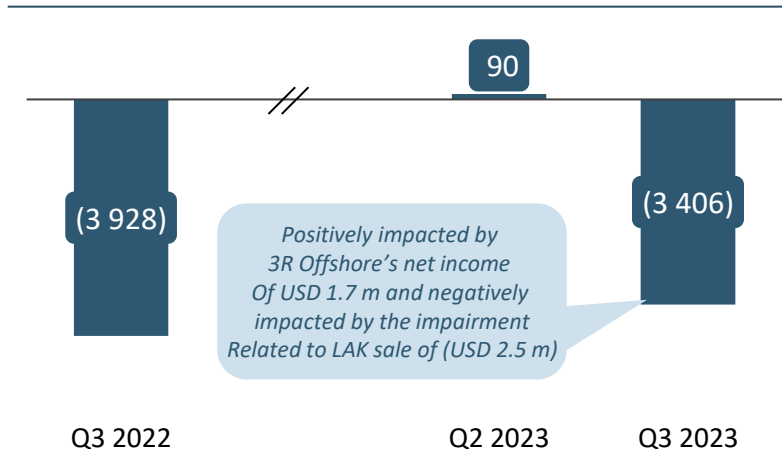 90
(3 928)
(3 406)
Positively impacted by
3R Offshore's net income
Of USD 1.7 m and negatively
impacted by the impairment
Related to LAK sale of (USD 2.5 m)
Q3 2022
Q2 2023
Q3 2023